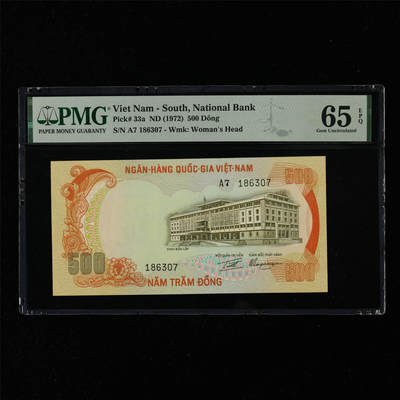 PMG
PAPER MONEY GUARANTY
Viet Nam - South, National Bank
Pick# 33a ND (1972) 500 Dông
S/N A7 186307 - Wmk: Woman's Head
65 EPQ
Gem Uncirculated
NGÂN-HÀNG QUỐC-GIA VIỆT-NAM
500
A7 186307
500
186307
500
NĂM TRĂM ĐỒNG